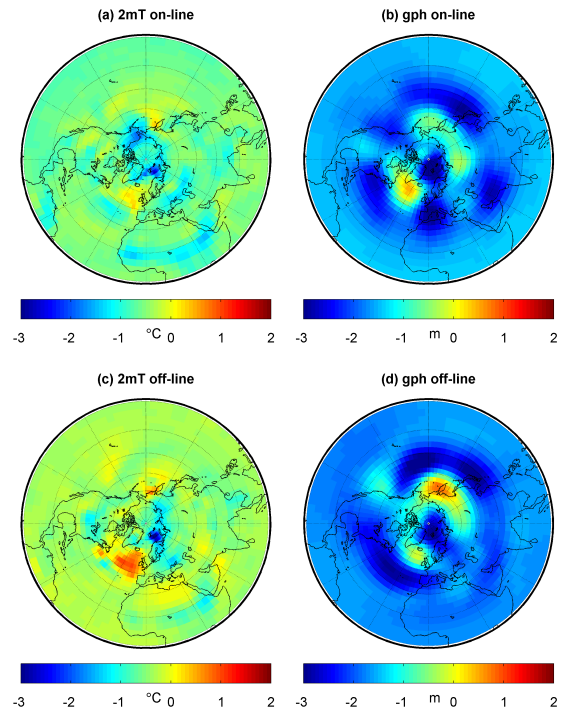 (a) 2mT on-line
(b) gph on-line
-3 -2 -1 °C 0 1 2
-3 -2 -1 m 0 1 2
(c) 2mT off-line
(d) gph off-line
-3 -2 -1 °C 0 1 2
-3 -2 -1 m 0 1 2